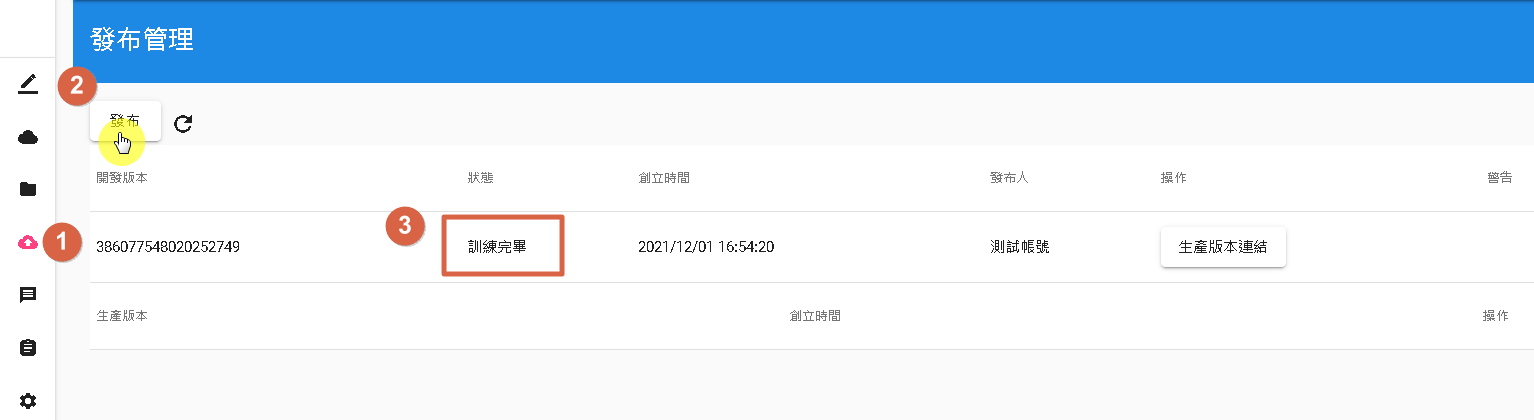 發布管理
2
發布
開發版本 狀態 創立時間 發布人 操作 警告
1
3
386077548020252749 訓練完畢 2021/12/01 16:54:20 測試帳號 生產版本連結
生產版本 創立時間 操作